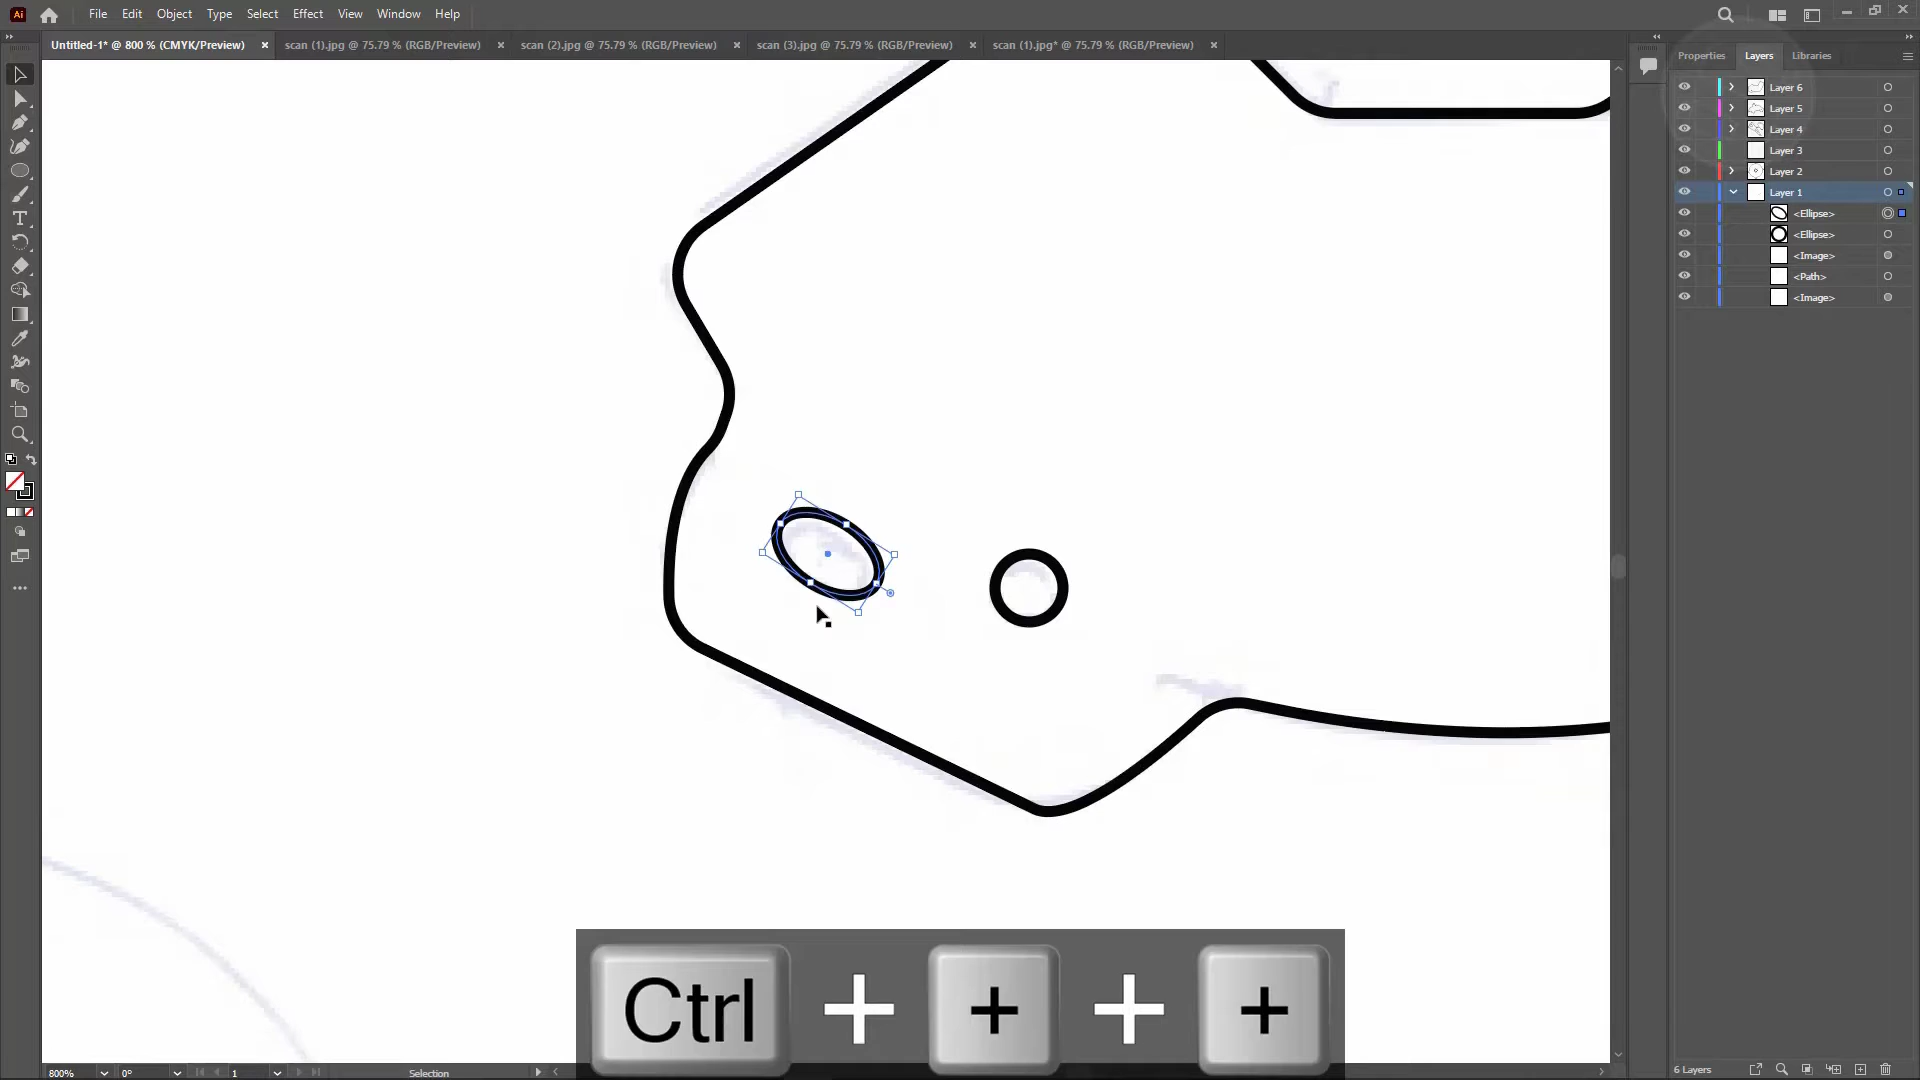 Ai File Edit Object Type Select Effect View Window Help
Untitled-1* @ 800 % (CMYK/Preview) × scan (1).jpg @ 75.79 % (RGB/Preview) × scan (2).jpg @ 75.79 % (RGB/Preview) × scan (3).jpg @ 75.79 % (RGB/Preview) × scan (1).jpg* @ 75.79 % (RGB/Preview) ×
Properties Layers Libraries
Layer 6
Layer 5
Layer 4
Layer 3
Layer 2
Layer 1
<Ellipse>
<Ellipse>
<Image>
<Path>
<Image>
Ctrl + + + +
800% 0° 1 Selection
6 Layers